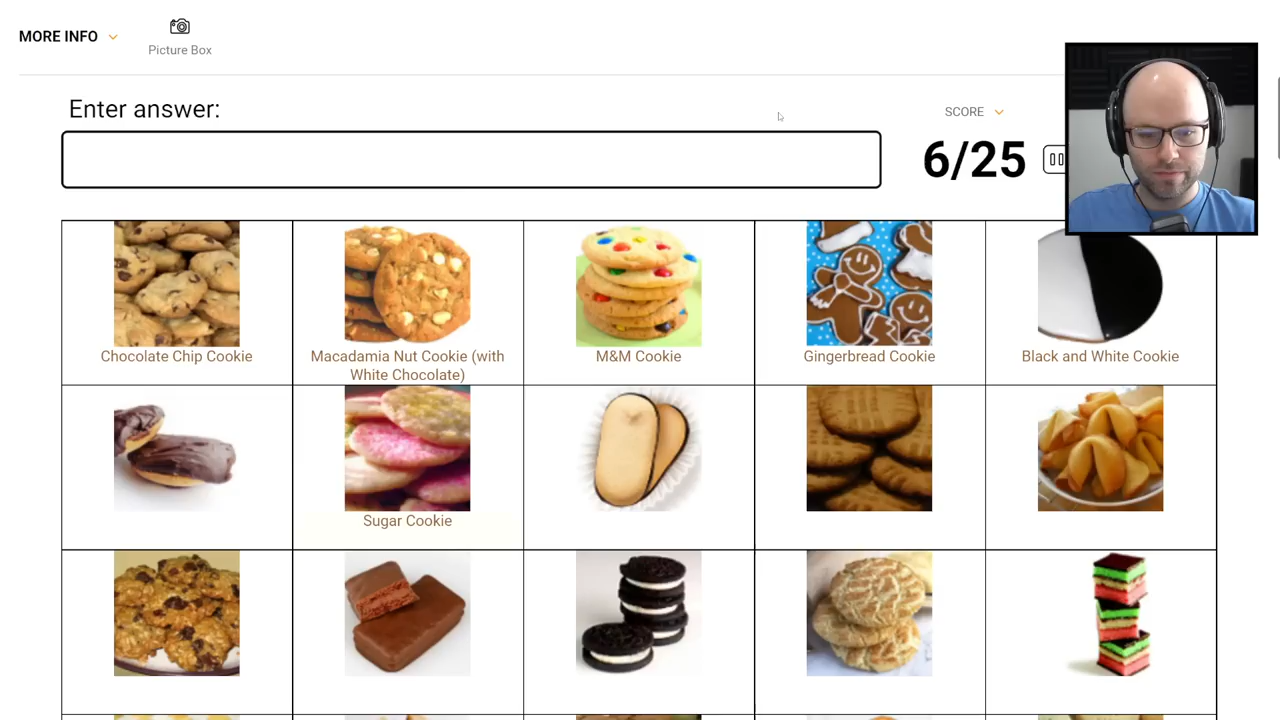 MORE INFO
Picture Box
Enter answer:
SCORE
6/25
Chocolate Chip Cookie
Macadamia Nut Cookie (with
White Chocolate)
M&M Cookie
Gingerbread Cookie
Black and White Cookie
Sugar Cookie